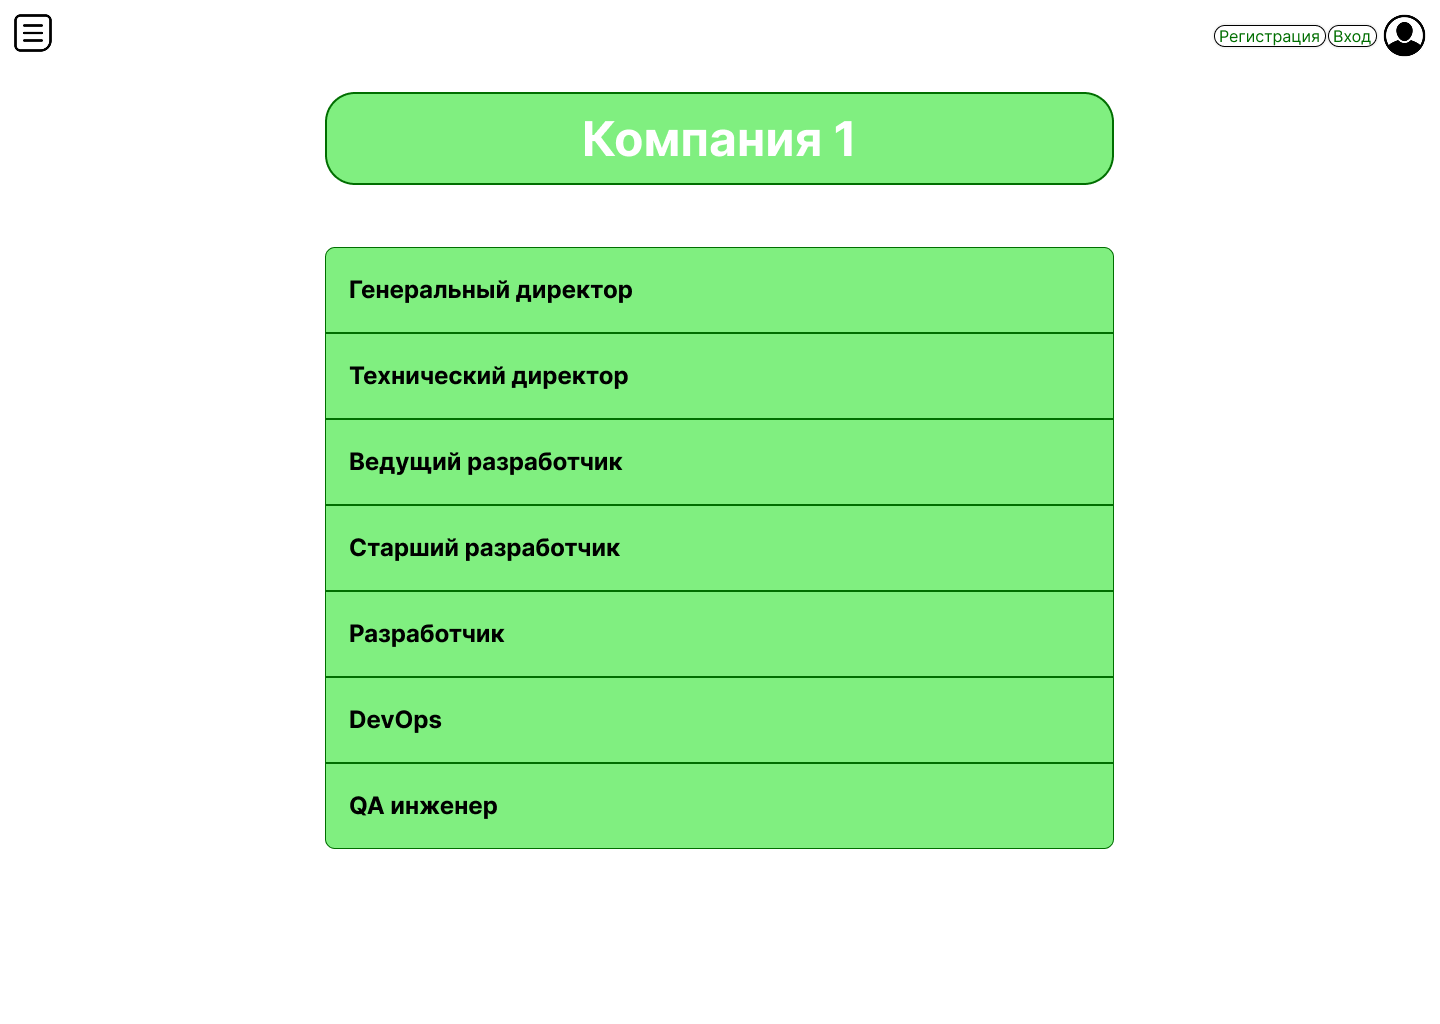 Регистрация Вход
Компания 1
Генеральный директор
Технический директор
Ведущий разработчик
Старший разработчик
Разработчик
DevOps
QA инженер